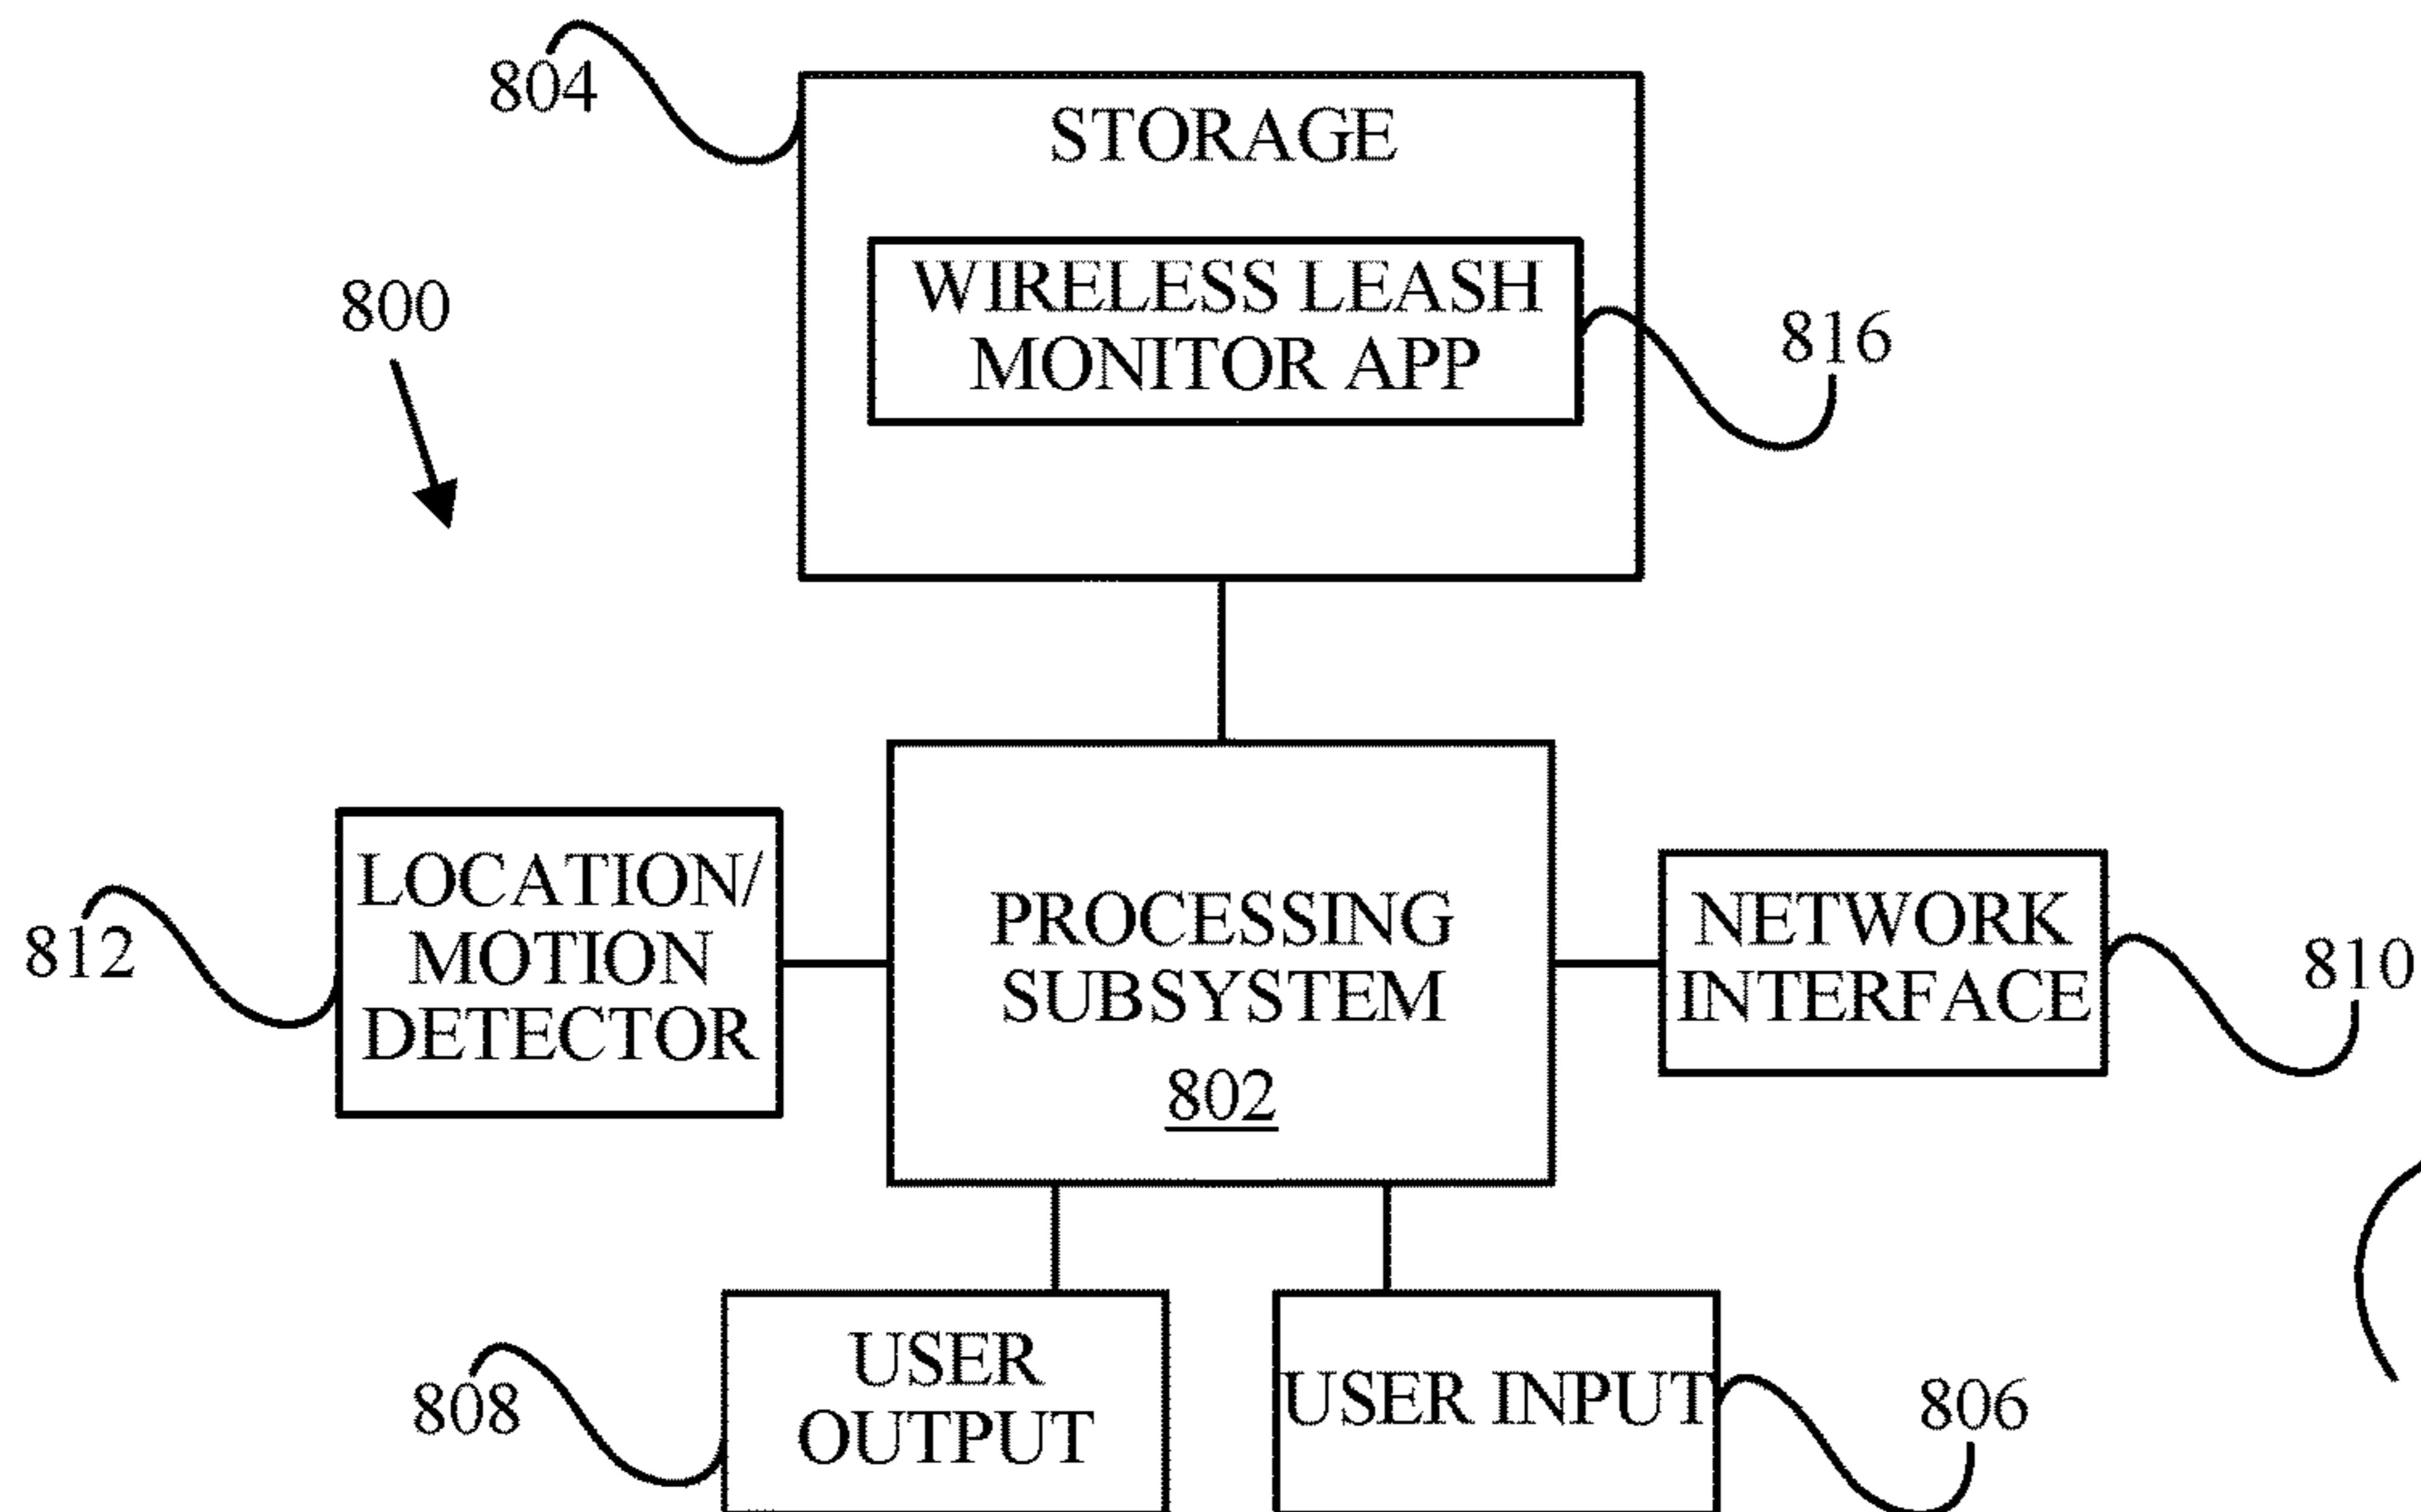 804
STORAGE
800
WIRELESS LEASH
MONITOR APP
816
LOCATION/
MOTION
DETECTOR
812
PROCESSING
SUBSYSTEM
802
NETWORK
INTERFACE
810
808
USER
OUTPUT
USER INPUT
806